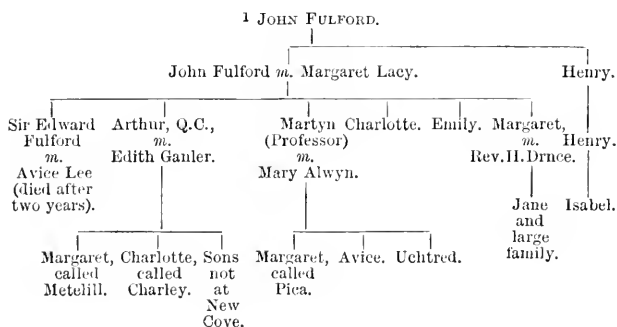 1 JOHN FULFORD.
John Fulford m. Margaret Lacy. Henry.
Sir Edward Arthur, Q.C., Martyn Charlotte. Emily. Margaret,
Fulford m. (Professor) m. Henry.
m. Edith Ganler. m. Rev. H. Drnce.
Avice Lee Mary Alwyn.
(died after
two years). Jane Isabel.
and
large
family.
Margaret, Charlotte, Sons Margaret, Avice. Uchtred.
called called not called
Metelill. Charley. at Pica.
New
Cove.